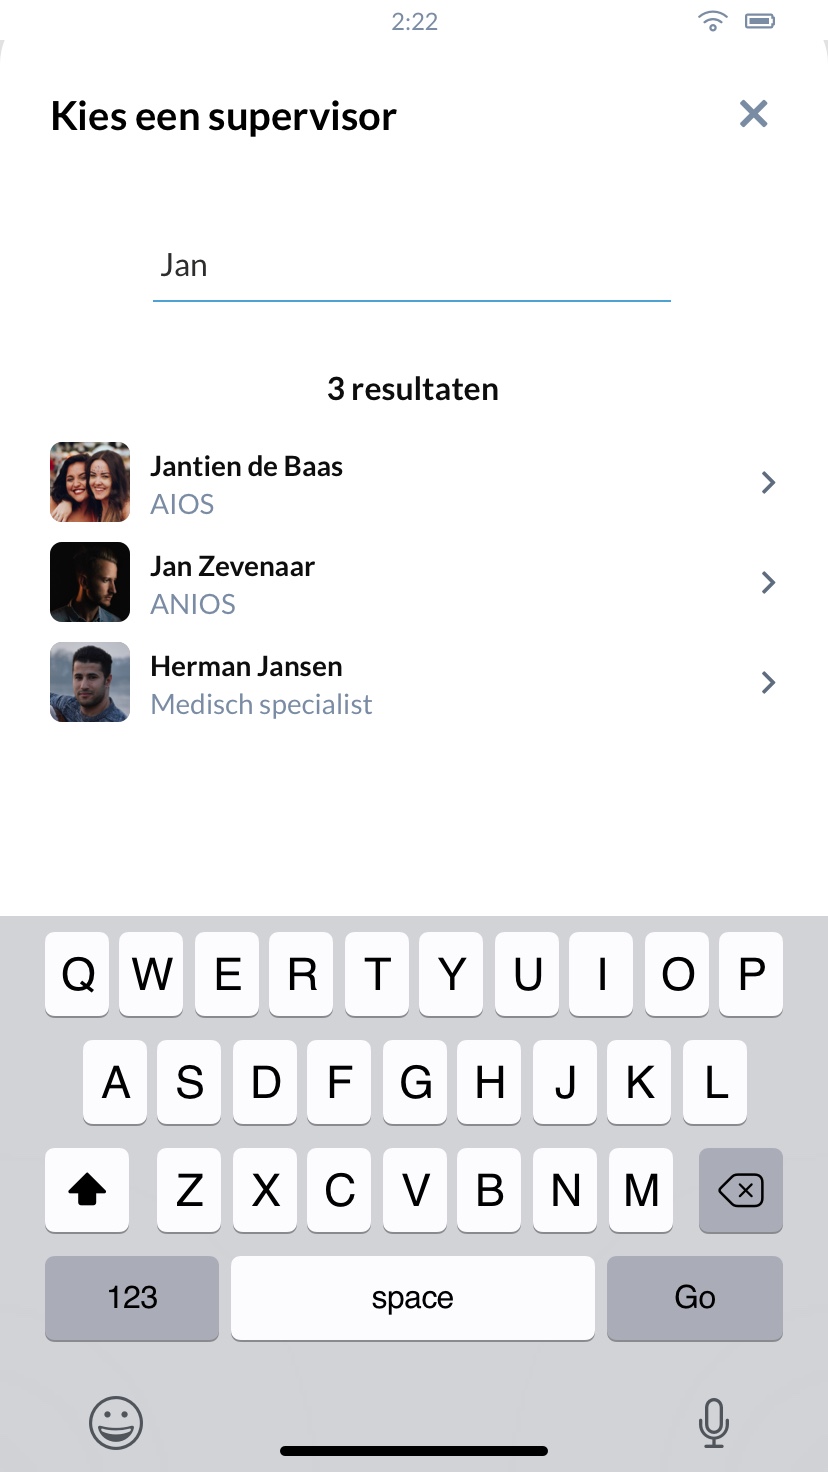 2:22
Kies een supervisor
Jan
3 resultaten
Jantien de Baas
AIOS
Jan Zevenaar
ANIOS
Herman Jansen
Medisch specialist
Q W E R T Y U I O P
A S D F G H J K L
Z X C V B N M
123 space Go